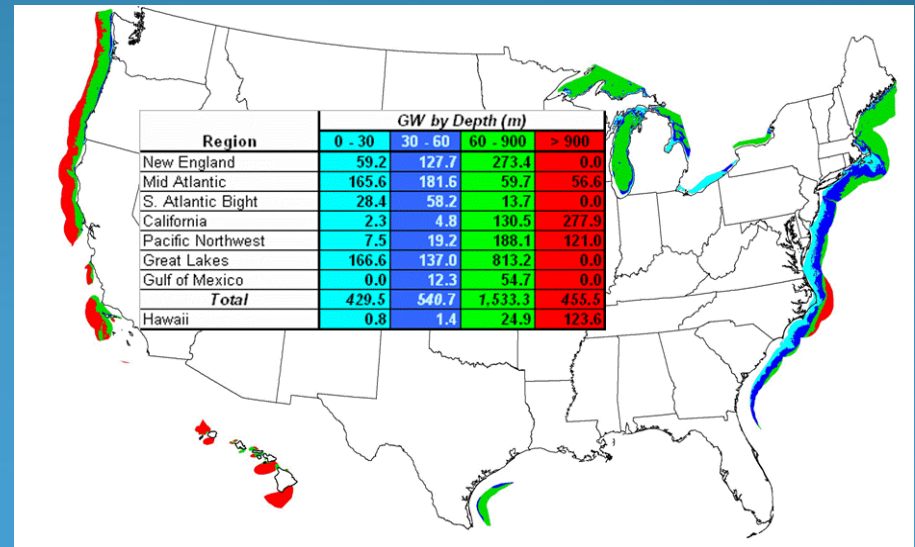 GW by Depth (m)
Region 0 - 30 30 - 60 60 - 900 > 900
New England 59.2 127.7 273.4 0.0
Mid Atlantic 165.6 181.6 59.7 56.6
S. Atlantic Bight 28.4 58.2 13.7 0.0
California 2.3 4.8 130.5 277.9
Pacific Northwest 7.5 19.2 188.1 121.0
Great Lakes 166.6 137.0 813.2 0.0
Gulf of Mexico 0.0 12.3 54.7 0.0
Total 429.5 540.7 1,533.3 455.5
Hawaii 0.8 1.4 24.9 123.6